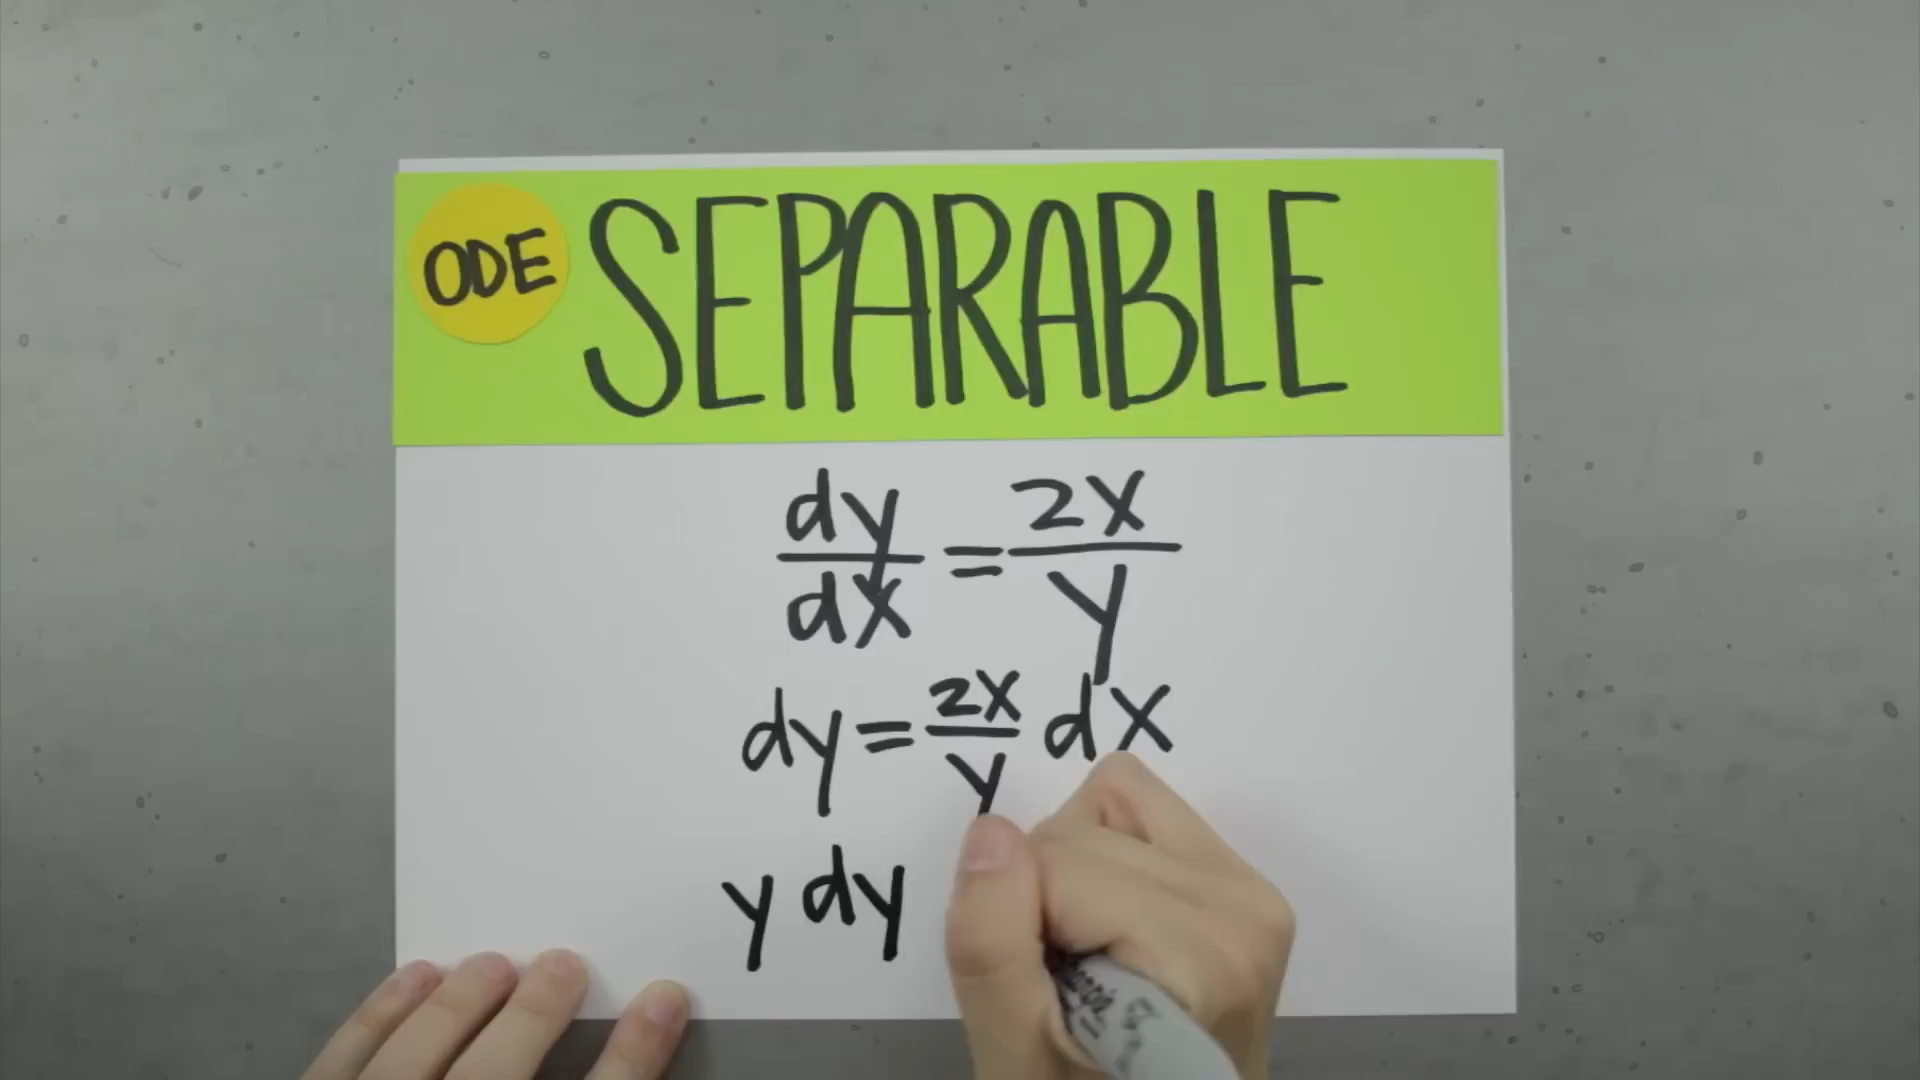 ODE SEPARABLE
dy/dx = 2x/y
dy = 2x/y dx
y dy